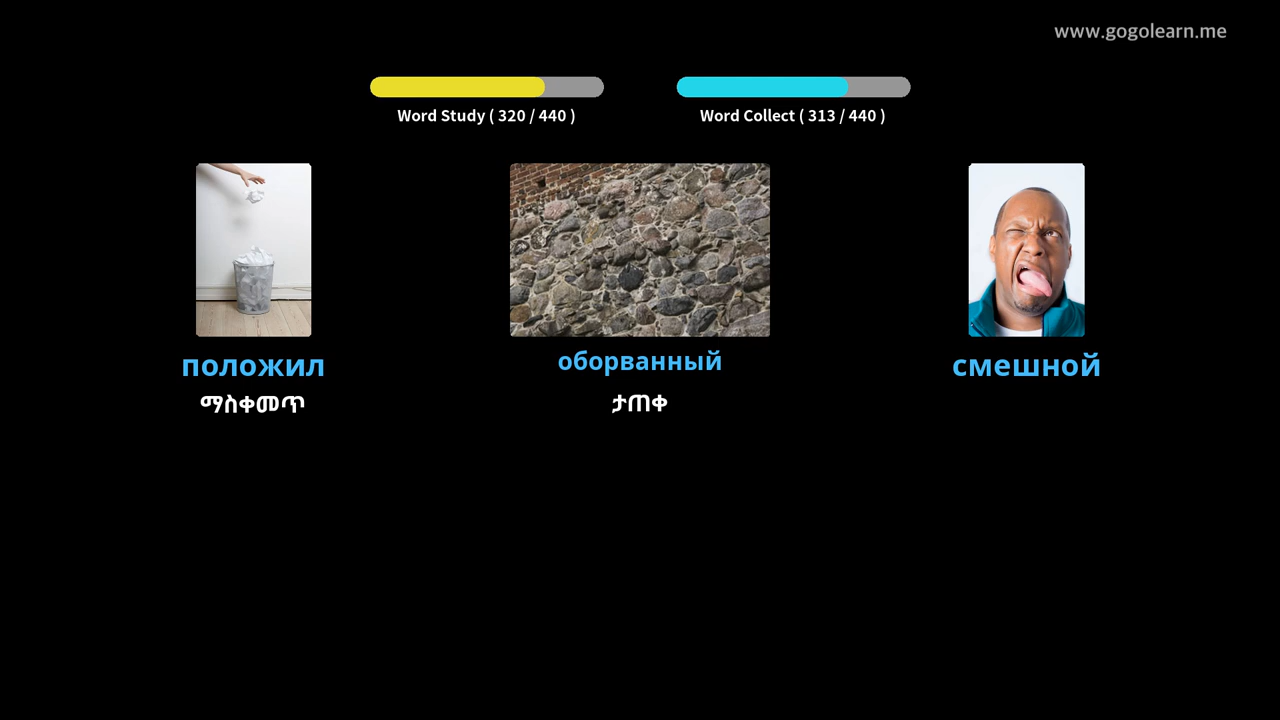 www.gogolearn.me
Word Study ( 320 / 440 )
Word Collect ( 313 / 440 )
положил
оборванный
смешной
ማስቀመጥ
ታጠቀ